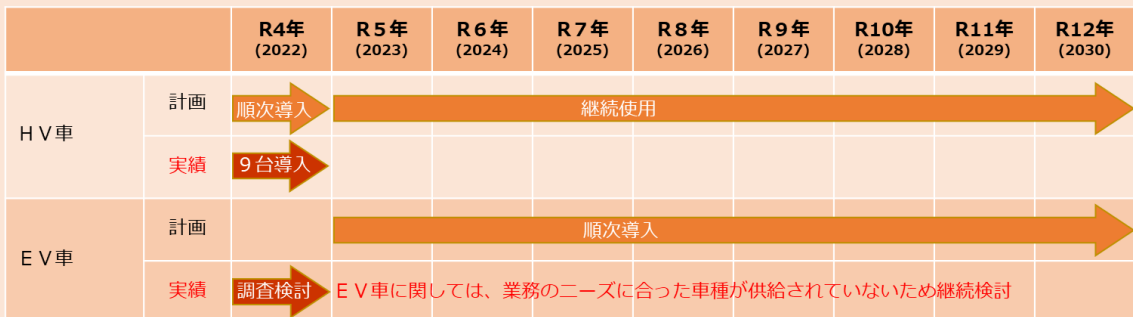 R4年 R5年 R6年 R7年 R8年 R9年 R10年 R11年 R12年
(2022) (2023) (2024) (2025) (2026) (2027) (2028) (2029) (2030)
HV車
計画 順次導入 継続使用
実績 9台導入
EV車
計画 順次導入
実績 調査検討 EV車に関しては、業務のニーズに合った車種が供給されていないため継続検討